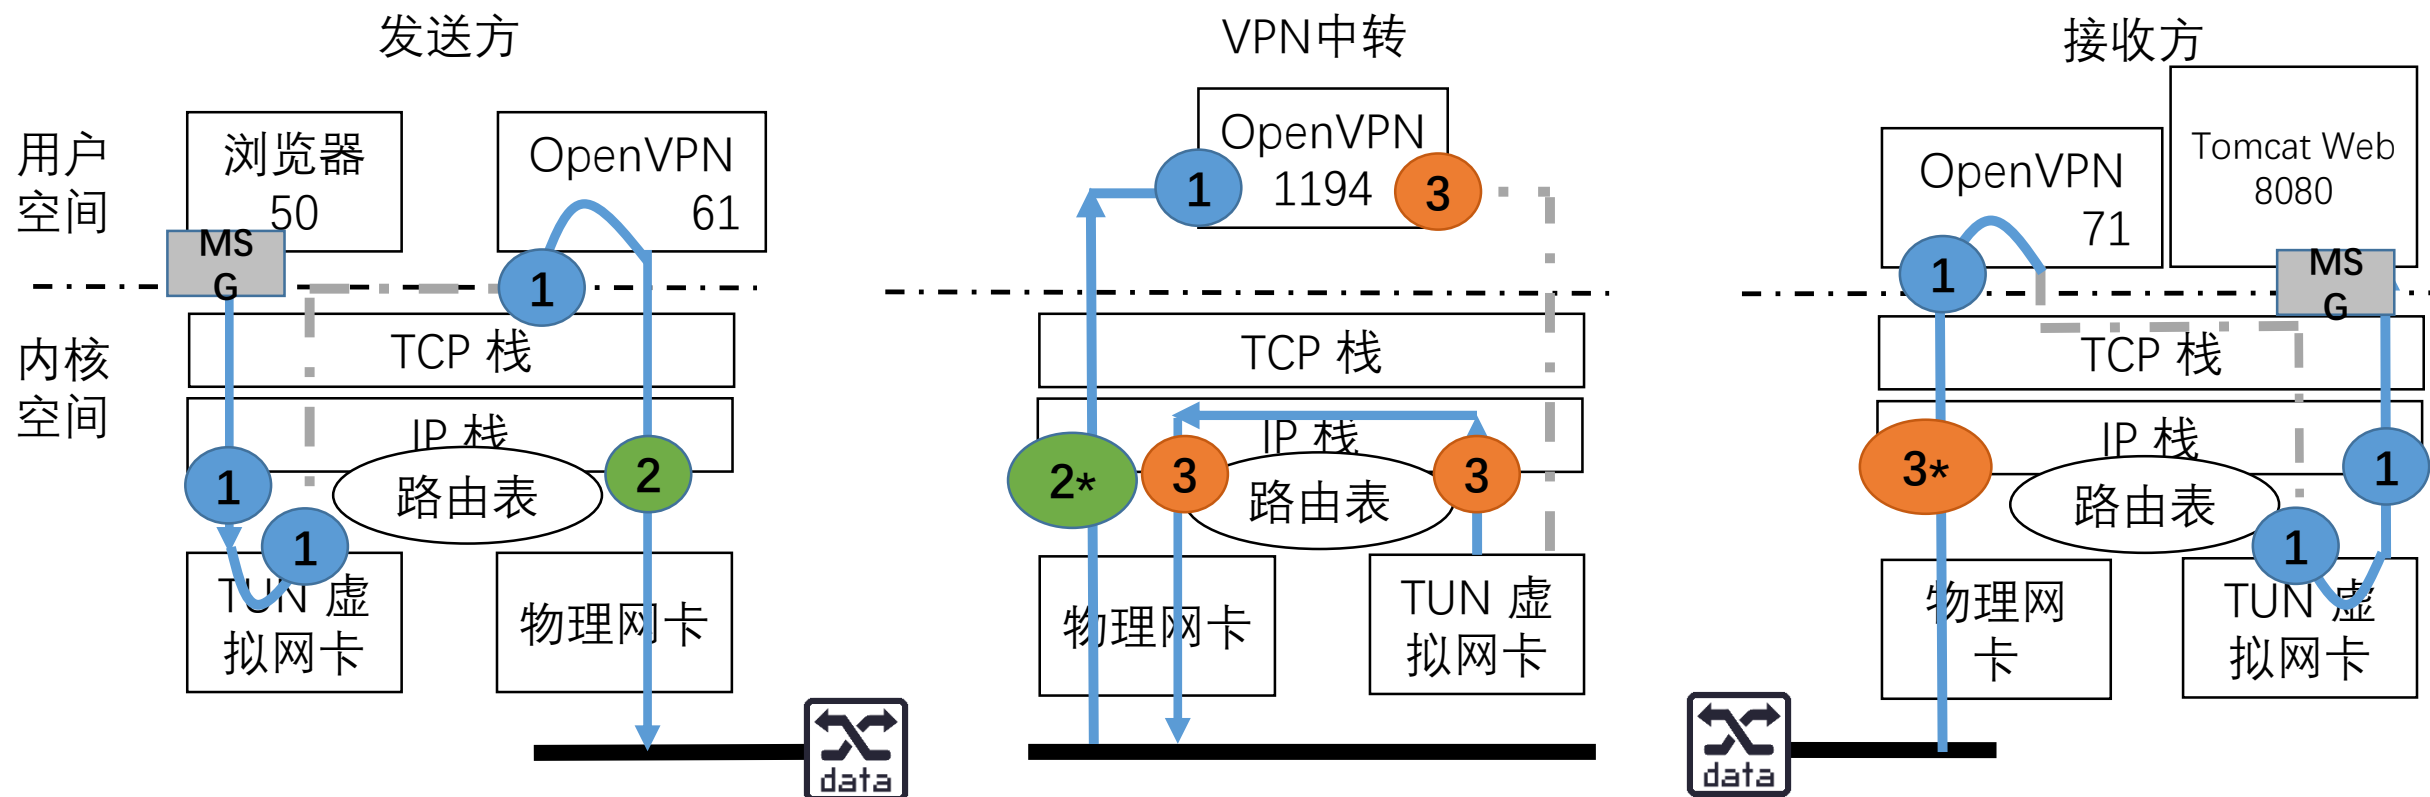 发送方
VPN中转
接收方
用户
空间
浏览器
50
OpenVPN
61
MS
G
1
OpenVPN
1194
1
3
OpenVPN
71
1
Tomcat Web
8080
MS
G
内核
空间
TCP 栈
IP 栈
路由表
1
1
2
TUN 虚
拟网卡
物理网卡
data
TCP 栈
IP 栈
路由表
2*
3
3
物理网卡
TUN 虚
拟网卡
TCP 栈
IP 栈
路由表
3*
1
1
物理网
卡
TUN 虚
拟网卡
data